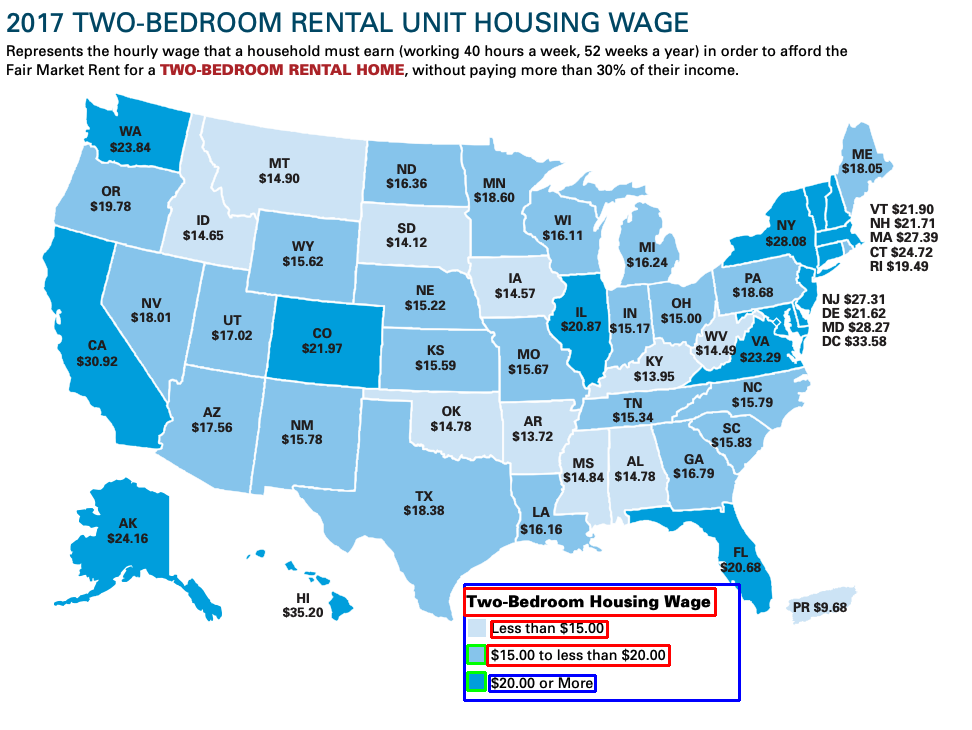 2017 TWO-BEDROOM RENTAL UNIT HOUSING WAGE
Represents the hourly wage that a household must earn (working 40 hours a week, 52 weeks a year) in order to afford the
Fair Market Rent for a TWO-BEDROOM RENTAL HOME, without paying more than 30% of their income.
WA
$23.84
OR
$19.78
CA
$30.92
NV
$18.01
ID
$14.65
MT
$14.90
WY
$15.62
UT
$17.02
CO
$21.97
AZ
$17.56
NM
$15.78
ND
$16.36
SD
$14.12
NE
$15.22
KS
$15.59
OK
$14.78
TX
$18.38
MN
$18.60
IA
$14.57
MO
$15.67
AR
$13.72
LA
$16.16
WI
$16.11
IL
$20.87
MI
$16.24
IN
$15.17
OH
$15.00
KY
$13.95
TN
$15.34
MS
$14.84
AL
$14.78
GA
$16.79
FL
$20.68
SC
$15.83
NC
$15.79
VA
$23.29
WV
$14.49
PA
$18.68
NY
$28.08
ME
$18.05
VT $21.90
NH $21.71
MA $27.39
CT $24.72
RI $19.49
NJ $27.31
DE $21.62
MD $28.27
DC $33.58
AK
$24.16
HI
$35.20
PR $9.68
Two-Bedroom Housing Wage
Less than $15.00
$15.00 to less than $20.00
$20.00 or More